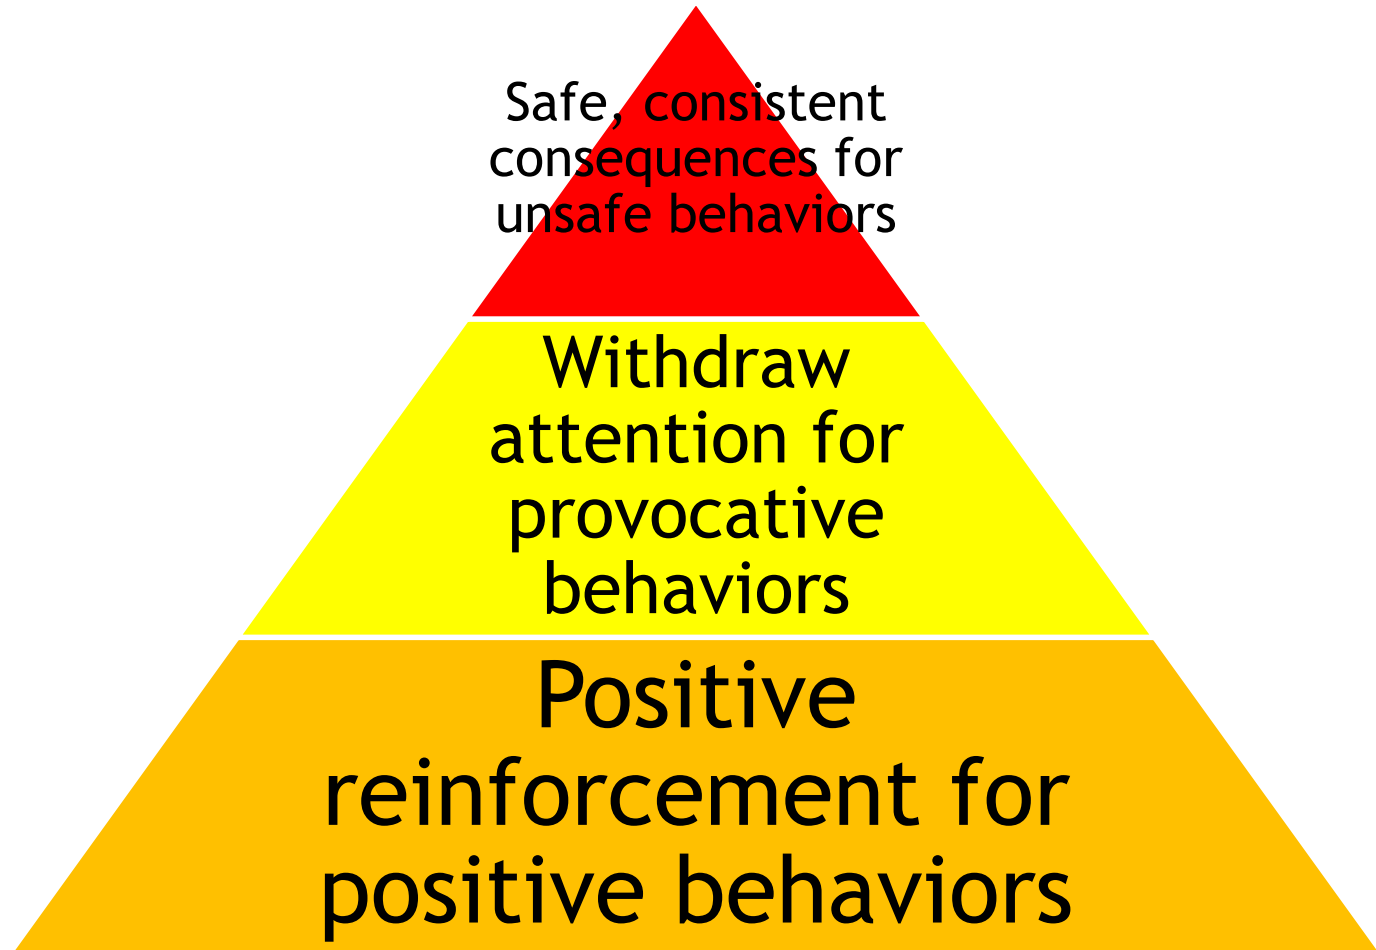 Safe, consistent
consequences for
unsafe behaviors
Withdraw
attention for
provocative
behaviors
Positive
reinforcement for
positive behaviors